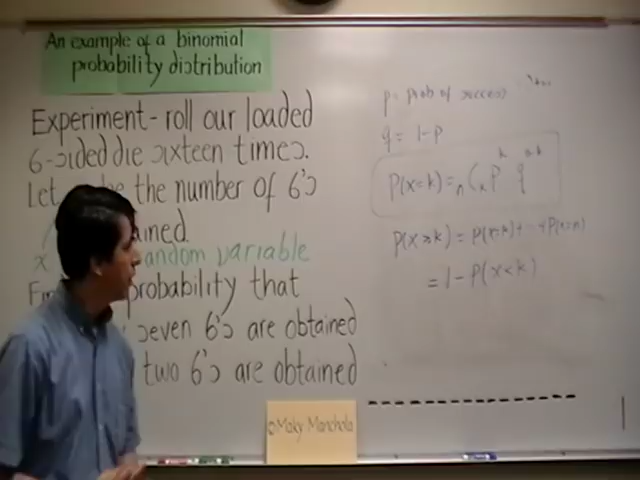 An example of a binomial
probability distribution
Experiment - roll our loaded
6-sided die sixteen times.
Let the number of 6's
ained.
x random variable
probability that
seven 6's are obtained
two 6's are obtained
p = prob of success
q = 1-p
P(x=k) = nCk p^k q^n-k
P(x≥k) = P(x=k)+···+P(x=n)
= 1-P(x<k)
©Maky Manchola